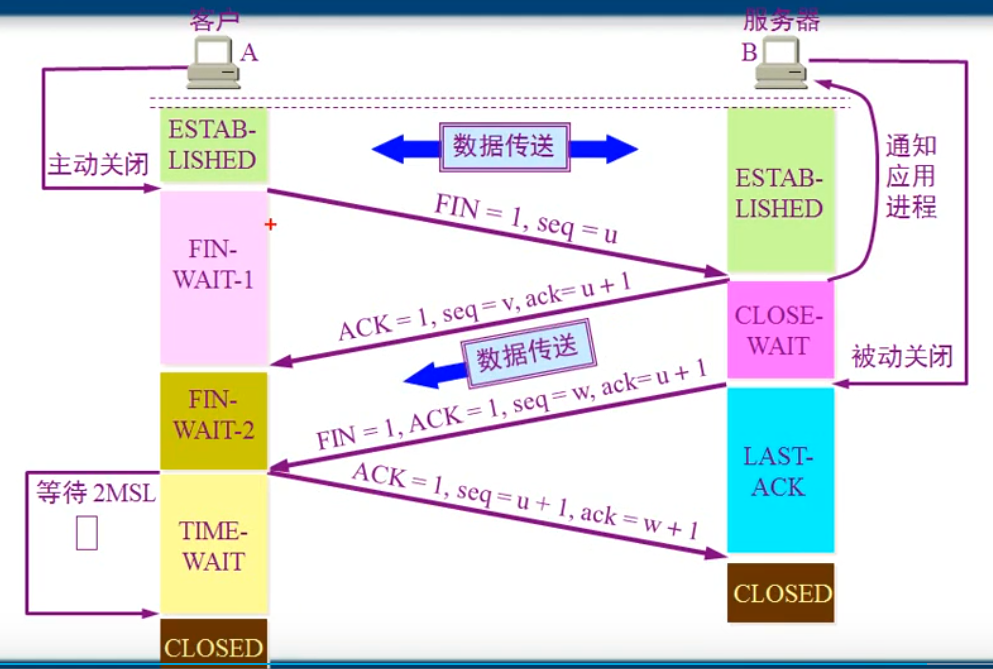 客户
服务器
A
B
ESTAB-
LISHED
数据传送
主动关闭
ESTAB-
LISHED
通知
应用
进程
FIN = 1, seq = u
FIN-
WAIT-1
ACK = 1, seq = v, ack= u + 1
CLOSE-
WAIT
数据传送
被动关闭
FIN-
WAIT-2
FIN = 1, ACK = 1, seq = w, ack=u + 1
LAST-
ACK
等待 2MSL
ACK = 1, seq = u + 1, ack = w + 1
TIME-
WAIT
CLOSED
CLOSED